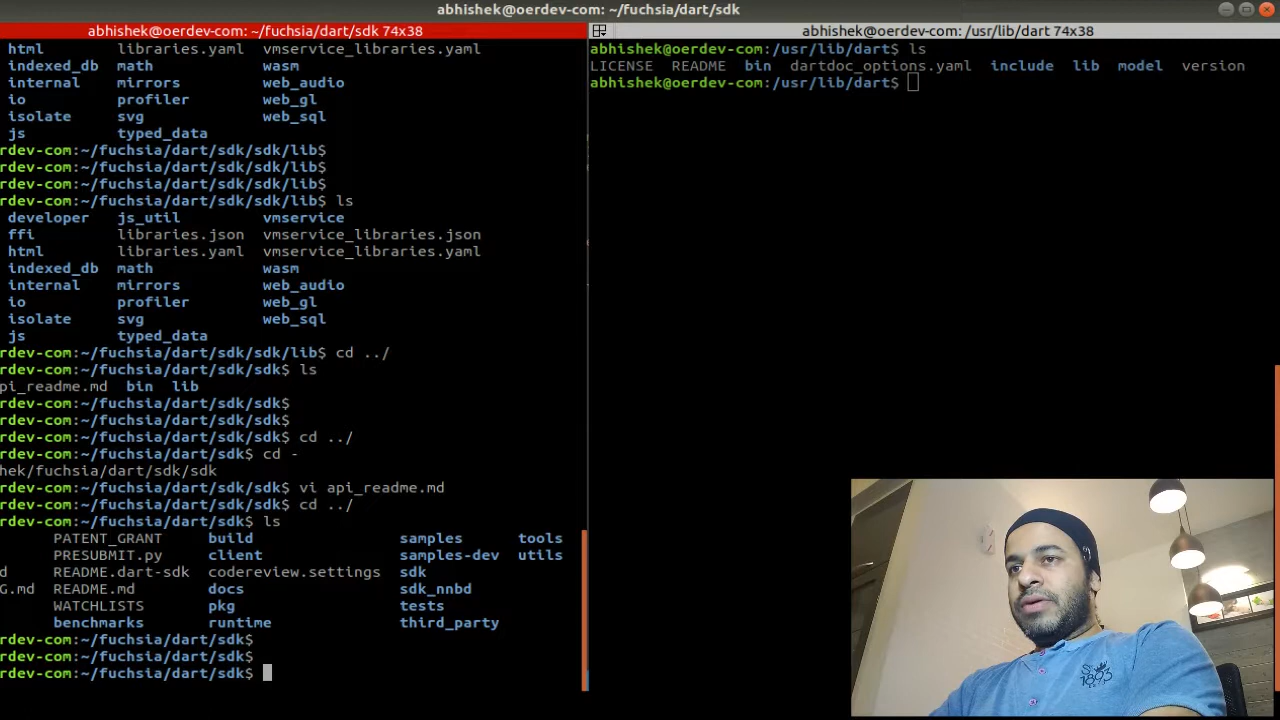 abhishek@oerdev-com: ~/fuchsia/dart/sdk
abhishek@oerdev-com: ~/fuchsia/dart/sdk 74x38
html libraries.yaml vmservice_libraries.yaml
indexed_db math wasm
internal mirrors web_audio
io profiler web_gl
isolate svg web_sql
js typed_data
rdev-com:~/fuchsia/dart/sdk/sdk/lib$
rdev-com:~/fuchsia/dart/sdk/sdk/lib$
rdev-com:~/fuchsia/dart/sdk/sdk/lib$
rdev-com:~/fuchsia/dart/sdk/sdk/lib$ ls
developer js_util vmservice
ffi libraries.json vmservice_libraries.json
html libraries.yaml vmservice_libraries.yaml
indexed_db math wasm
internal mirrors web_audio
io profiler web_gl
isolate svg web_sql
js typed_data
rdev-com:~/fuchsia/dart/sdk/sdk/lib$ cd ../
rdev-com:~/fuchsia/dart/sdk/sdk$ ls
pi_readme.md bin lib
rdev-com:~/fuchsia/dart/sdk/sdk$
rdev-com:~/fuchsia/dart/sdk/sdk$
rdev-com:~/fuchsia/dart/sdk/sdk$ cd ../
rdev-com:~/fuchsia/dart/sdk$ cd -
hek/fuchsia/dart/sdk/sdk
rdev-com:~/fuchsia/dart/sdk/sdk$ vi api_readme.md
rdev-com:~/fuchsia/dart/sdk/sdk$ cd ../
rdev-com:~/fuchsia/dart/sdk$ ls
PATENT_GRANT build samples tools
PRESUBMIT.py client samples-dev utils
d README.dart-sdk codereview.settings sdk
G.md README.md docs sdk_nnbd
WATCHLISTS pkg tests
benchmarks runtime third_party
rdev-com:~/fuchsia/dart/sdk$
rdev-com:~/fuchsia/dart/sdk$
rdev-com:~/fuchsia/dart/sdk$
abhishek@oerdev-com: /usr/lib/dart 74x38
abhishek@oerdev-com:/usr/lib/dart$ ls
LICENSE README bin dartdoc_options.yaml include lib model version
abhishek@oerdev-com:/usr/lib/dart$
1893